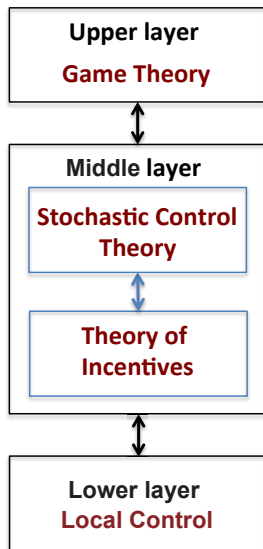 Upper layer
Game Theory
Middle layer
Stochastic Control
Theory
Theory of
Incentives
Lower layer
Local Control